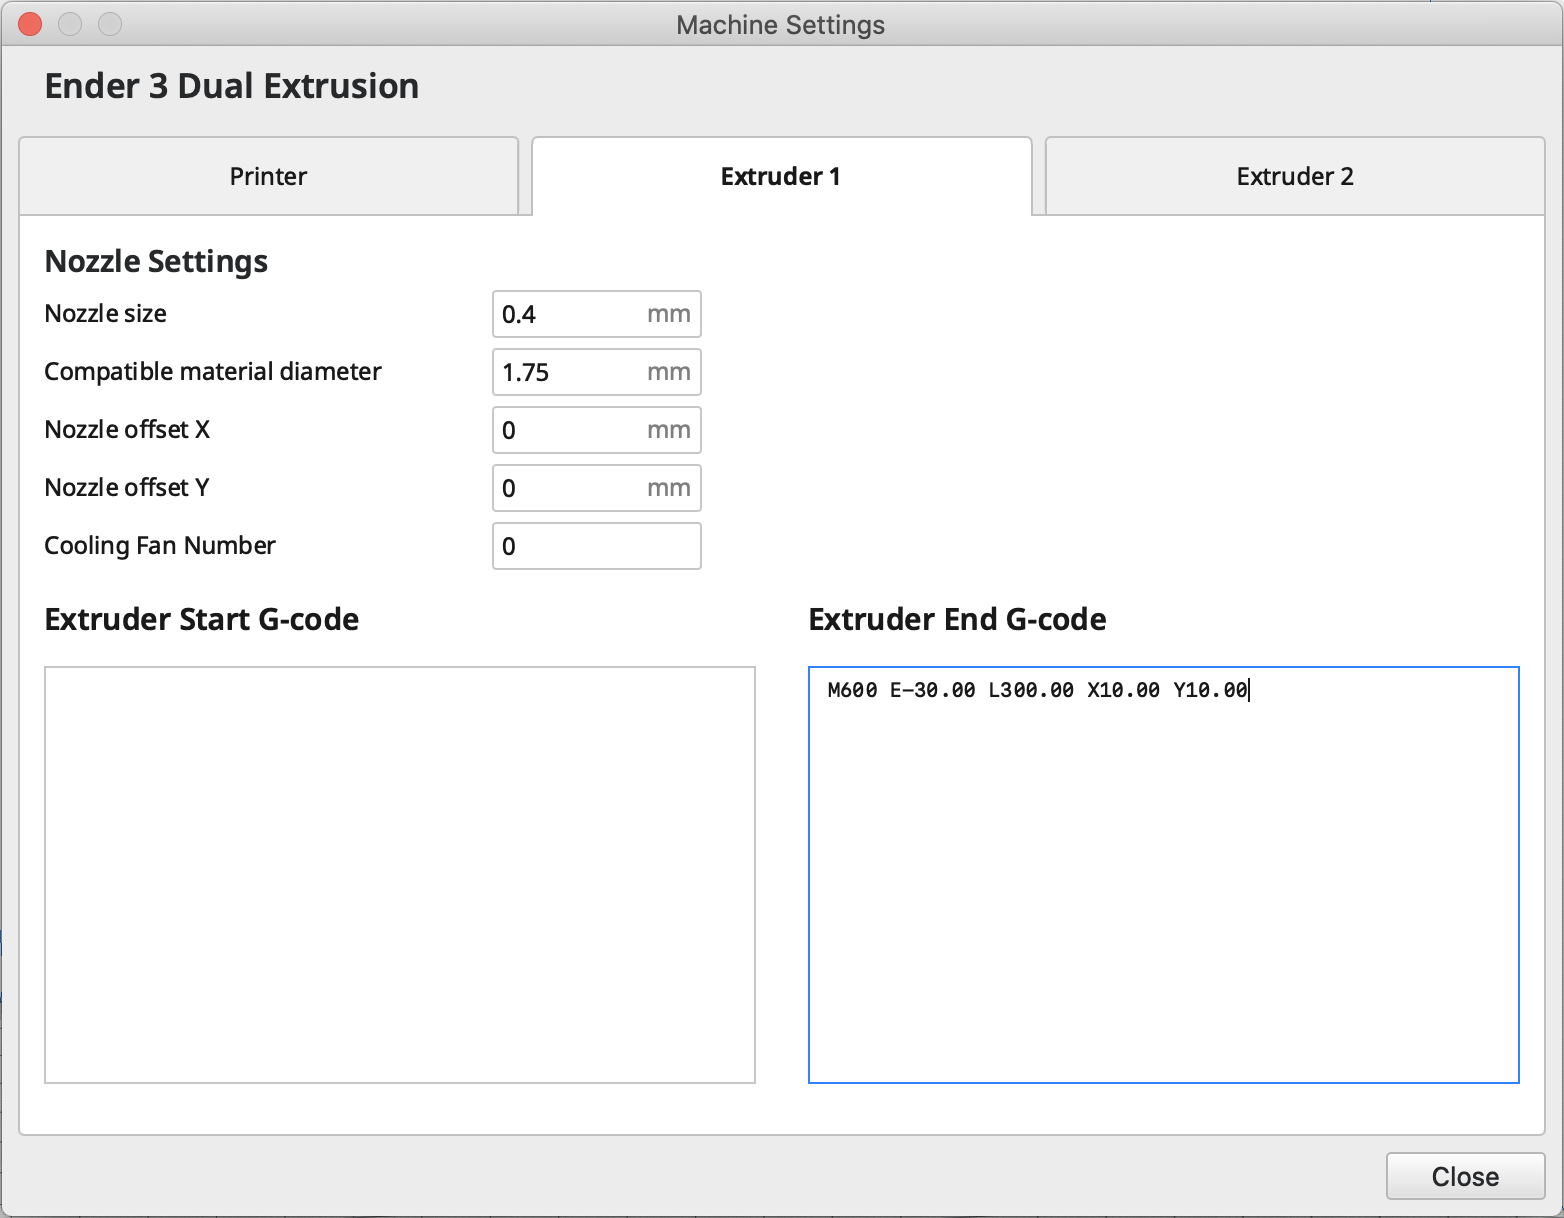 Machine Settings
Ender 3 Dual Extrusion
Printer
Extruder 1
Extruder 2
Nozzle Settings
Nozzle size 0.4 mm
Compatible material diameter 1.75 mm
Nozzle offset X 0 mm
Nozzle offset Y 0 mm
Cooling Fan Number 0
Extruder Start G-code
Extruder End G-code
M600 E-30.00 L300.00 X10.00 Y10.00
Close